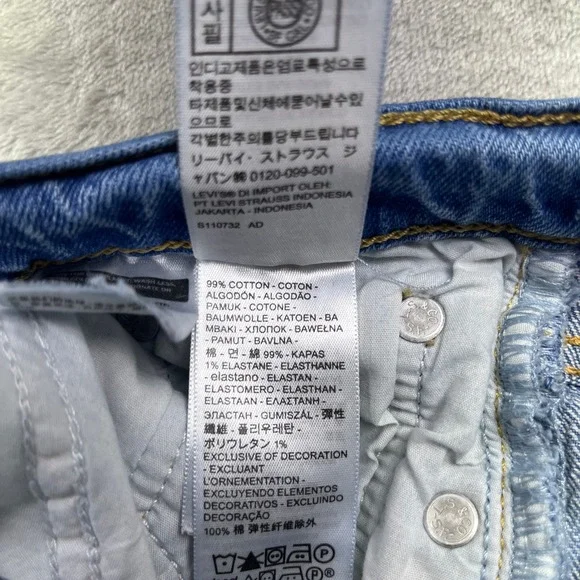 사
필
인디고제품은염료특성으로
착용중
타제품및신체에묻어날수있
으므로
각별한주의를당부드립니다
リーバイ・ストラウス ジ
ャパン㈱ 0120-099-501
LEVI'S® DI IMPORT OLEH:
PT LEVI STRAUSS INDONESIA
JAKARTA - INDONESIA
B110732 AD
99% COTTON - COTON -
ALGODÓN - ALGODÃO -
PAMUK - COTONE -
BAUMWOLLE - KATOEN - BA
MBAKI - ХЛОПОК - BAWEŁNA
- PAMUT - BAVLNA -
棉 - 면 - 綿 99% - KAPAS
1% ELASTANE - ELASTHANNE
- elastano - ELASTAN -
ELASTOMERO - ELASTHAN -
ELASTAAN - ΕΛΑΣΤΑΝΗ -
ЭЛАСТАН - GUMISZÁL - 彈性
纖維 - 폴리우레탄 -
ポリウレタン 1%
EXCLUSIVE OF DECORATION
- EXCLUANT
L'ORNEMENTATION -
EXCLUYENDO ELEMENTOS
DECORATIVOS - EXCLUINDO
DECORAÇÃO
100% 棉 弹性纤维除外